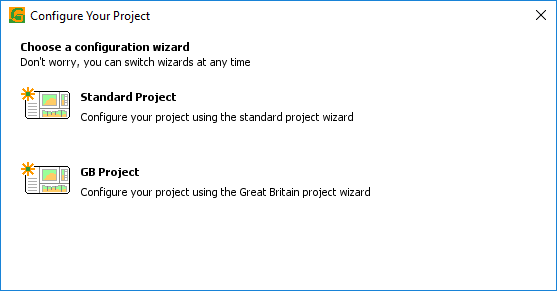 Configure Your Project
Choose a configuration wizard
Don't worry, you can switch wizards at any time
Standard Project
Configure your project using the standard project wizard
GB Project
Configure your project using the Great Britain project wizard